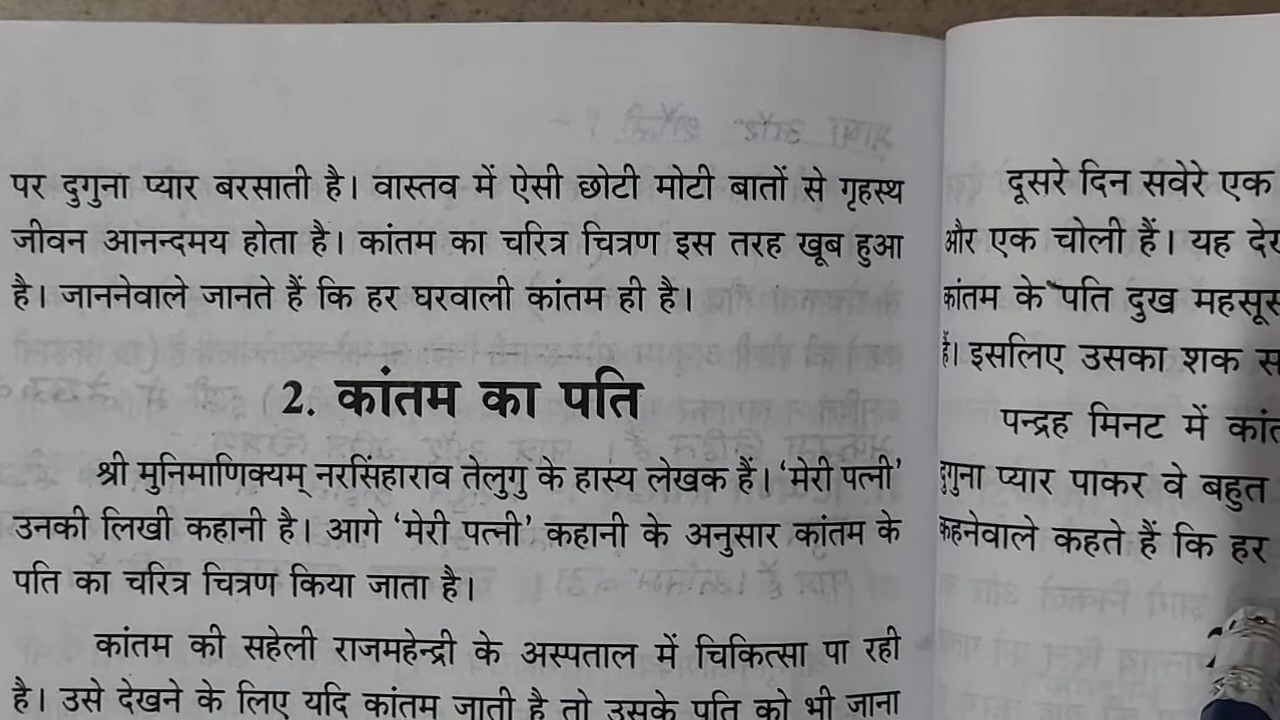 पर दुगुना प्यार बरसाती है। वास्तव में ऐसी छोटी मोटी बातों से गृहस्थ
जीवन आनन्दमय होता है। कांतम का चरित्र चित्रण इस तरह खूब हुआ
है। जाननेवाले जानते हैं कि हर घरवाली कांतम ही है।
2. कांतम का पति
श्री मुनिमाणिक्यम् नरसिंहाराव तेलुगु के हास्य लेखक हैं। ‘मेरी पत्नी’
उनकी लिखी कहानी है। आगे ‘मेरी पत्नी’ कहानी के अनुसार कांतम के
पति का चरित्र चित्रण किया जाता है।
कांतम की सहेली राजमहेन्द्री के अस्पताल में चिकित्सा पा रही
है। उसे देखने के लिए यदि कांतम जाती है तो उसके पति को भी जाना
दूसरे दिन सवेरे एक
और एक चोली हैं। यह
कांतम के पति दुख महसूस
हैं। इसलिए उसका शक
पन्द्रह मिनट में
दुगुना प्यार पाकर वे बहुत
कहनेवाले कहते हैं कि हर